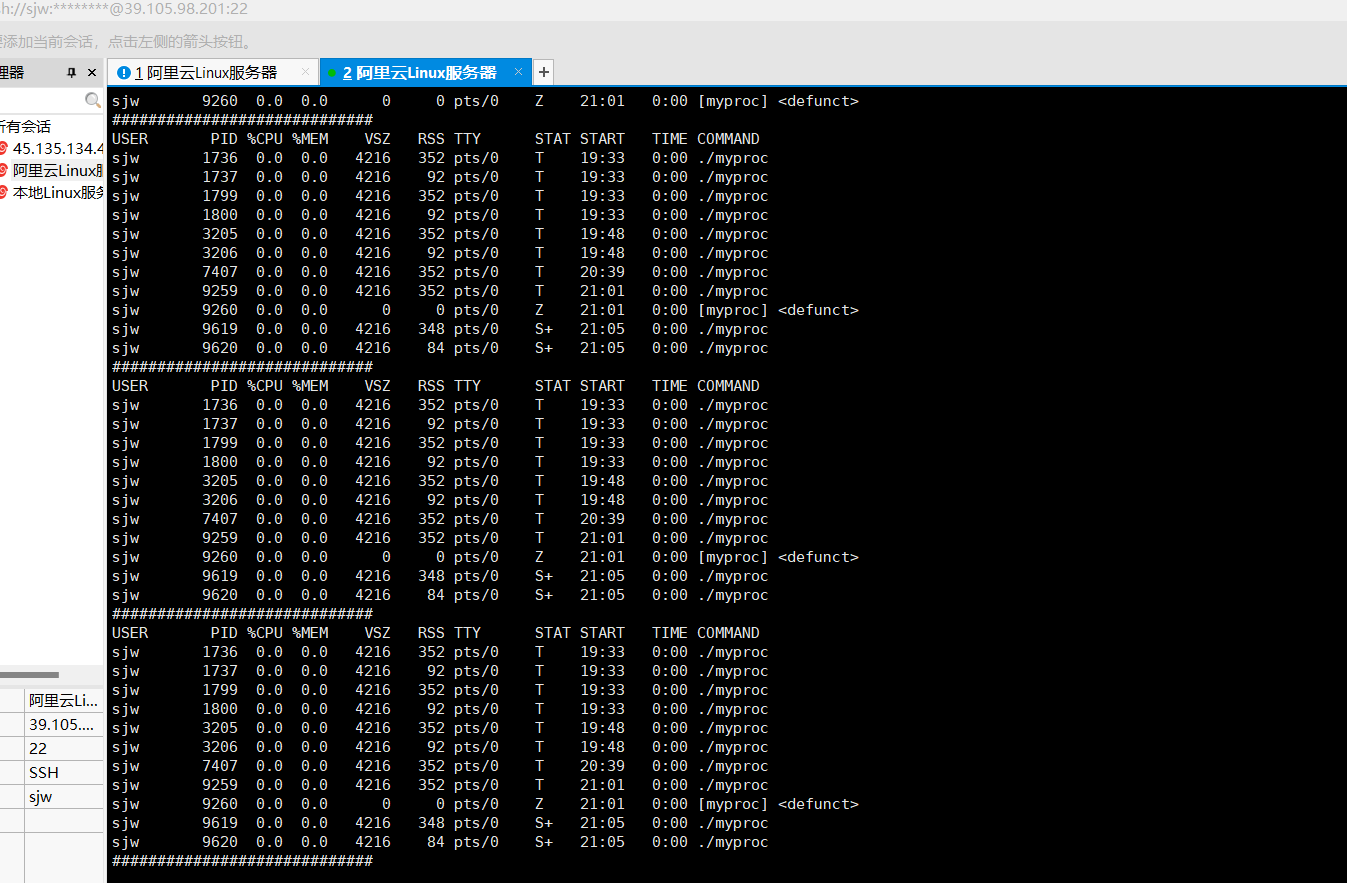 h://sjw:********@39.105.98.201:22
添加当前会话，点击左侧的箭头按钮。
理器
1 阿里云Linux服务器
2 阿里云Linux服务器
所有会话
45.135.134.4
阿里云Linux服
本地Linux服务
阿里云Li...
39.105....
22
SSH
sjw
sjw 9260 0.0 0.0 0 0 pts/0 Z 21:01 0:00 [myproc] <defunct>
#############################
USER PID %CPU %MEM VSZ RSS TTY STAT START TIME COMMAND
sjw 1736 0.0 0.0 4216 352 pts/0 T 19:33 0:00 ./myproc
sjw 1737 0.0 0.0 4216 92 pts/0 T 19:33 0:00 ./myproc
sjw 1799 0.0 0.0 4216 352 pts/0 T 19:33 0:00 ./myproc
sjw 1800 0.0 0.0 4216 92 pts/0 T 19:33 0:00 ./myproc
sjw 3205 0.0 0.0 4216 352 pts/0 T 19:48 0:00 ./myproc
sjw 3206 0.0 0.0 4216 92 pts/0 T 19:48 0:00 ./myproc
sjw 7407 0.0 0.0 4216 352 pts/0 T 20:39 0:00 ./myproc
sjw 9259 0.0 0.0 4216 352 pts/0 T 21:01 0:00 ./myproc
sjw 9260 0.0 0.0 0 0 pts/0 Z 21:01 0:00 [myproc] <defunct>
sjw 9619 0.0 0.0 4216 348 pts/0 S+ 21:05 0:00 ./myproc
sjw 9620 0.0 0.0 4216 84 pts/0 S+ 21:05 0:00 ./myproc
#############################
USER PID %CPU %MEM VSZ RSS TTY STAT START TIME COMMAND
sjw 1736 0.0 0.0 4216 352 pts/0 T 19:33 0:00 ./myproc
sjw 1737 0.0 0.0 4216 92 pts/0 T 19:33 0:00 ./myproc
sjw 1799 0.0 0.0 4216 352 pts/0 T 19:33 0:00 ./myproc
sjw 1800 0.0 0.0 4216 92 pts/0 T 19:33 0:00 ./myproc
sjw 3205 0.0 0.0 4216 352 pts/0 T 19:48 0:00 ./myproc
sjw 3206 0.0 0.0 4216 92 pts/0 T 19:48 0:00 ./myproc
sjw 7407 0.0 0.0 4216 352 pts/0 T 20:39 0:00 ./myproc
sjw 9259 0.0 0.0 4216 352 pts/0 T 21:01 0:00 ./myproc
sjw 9260 0.0 0.0 0 0 pts/0 Z 21:01 0:00 [myproc] <defunct>
sjw 9619 0.0 0.0 4216 348 pts/0 S+ 21:05 0:00 ./myproc
sjw 9620 0.0 0.0 4216 84 pts/0 S+ 21:05 0:00 ./myproc
#############################
USER PID %CPU %MEM VSZ RSS TTY STAT START TIME COMMAND
sjw 1736 0.0 0.0 4216 352 pts/0 T 19:33 0:00 ./myproc
sjw 1737 0.0 0.0 4216 92 pts/0 T 19:33 0:00 ./myproc
sjw 1799 0.0 0.0 4216 352 pts/0 T 19:33 0:00 ./myproc
sjw 1800 0.0 0.0 4216 92 pts/0 T 19:33 0:00 ./myproc
sjw 3205 0.0 0.0 4216 352 pts/0 T 19:48 0:00 ./myproc
sjw 3206 0.0 0.0 4216 92 pts/0 T 19:48 0:00 ./myproc
sjw 7407 0.0 0.0 4216 352 pts/0 T 20:39 0:00 ./myproc
sjw 9259 0.0 0.0 4216 352 pts/0 T 21:01 0:00 ./myproc
sjw 9260 0.0 0.0 0 0 pts/0 Z 21:01 0:00 [myproc] <defunct>
sjw 9619 0.0 0.0 4216 348 pts/0 S+ 21:05 0:00 ./myproc
sjw 9620 0.0 0.0 4216 84 pts/0 S+ 21:05 0:00 ./myproc
#############################